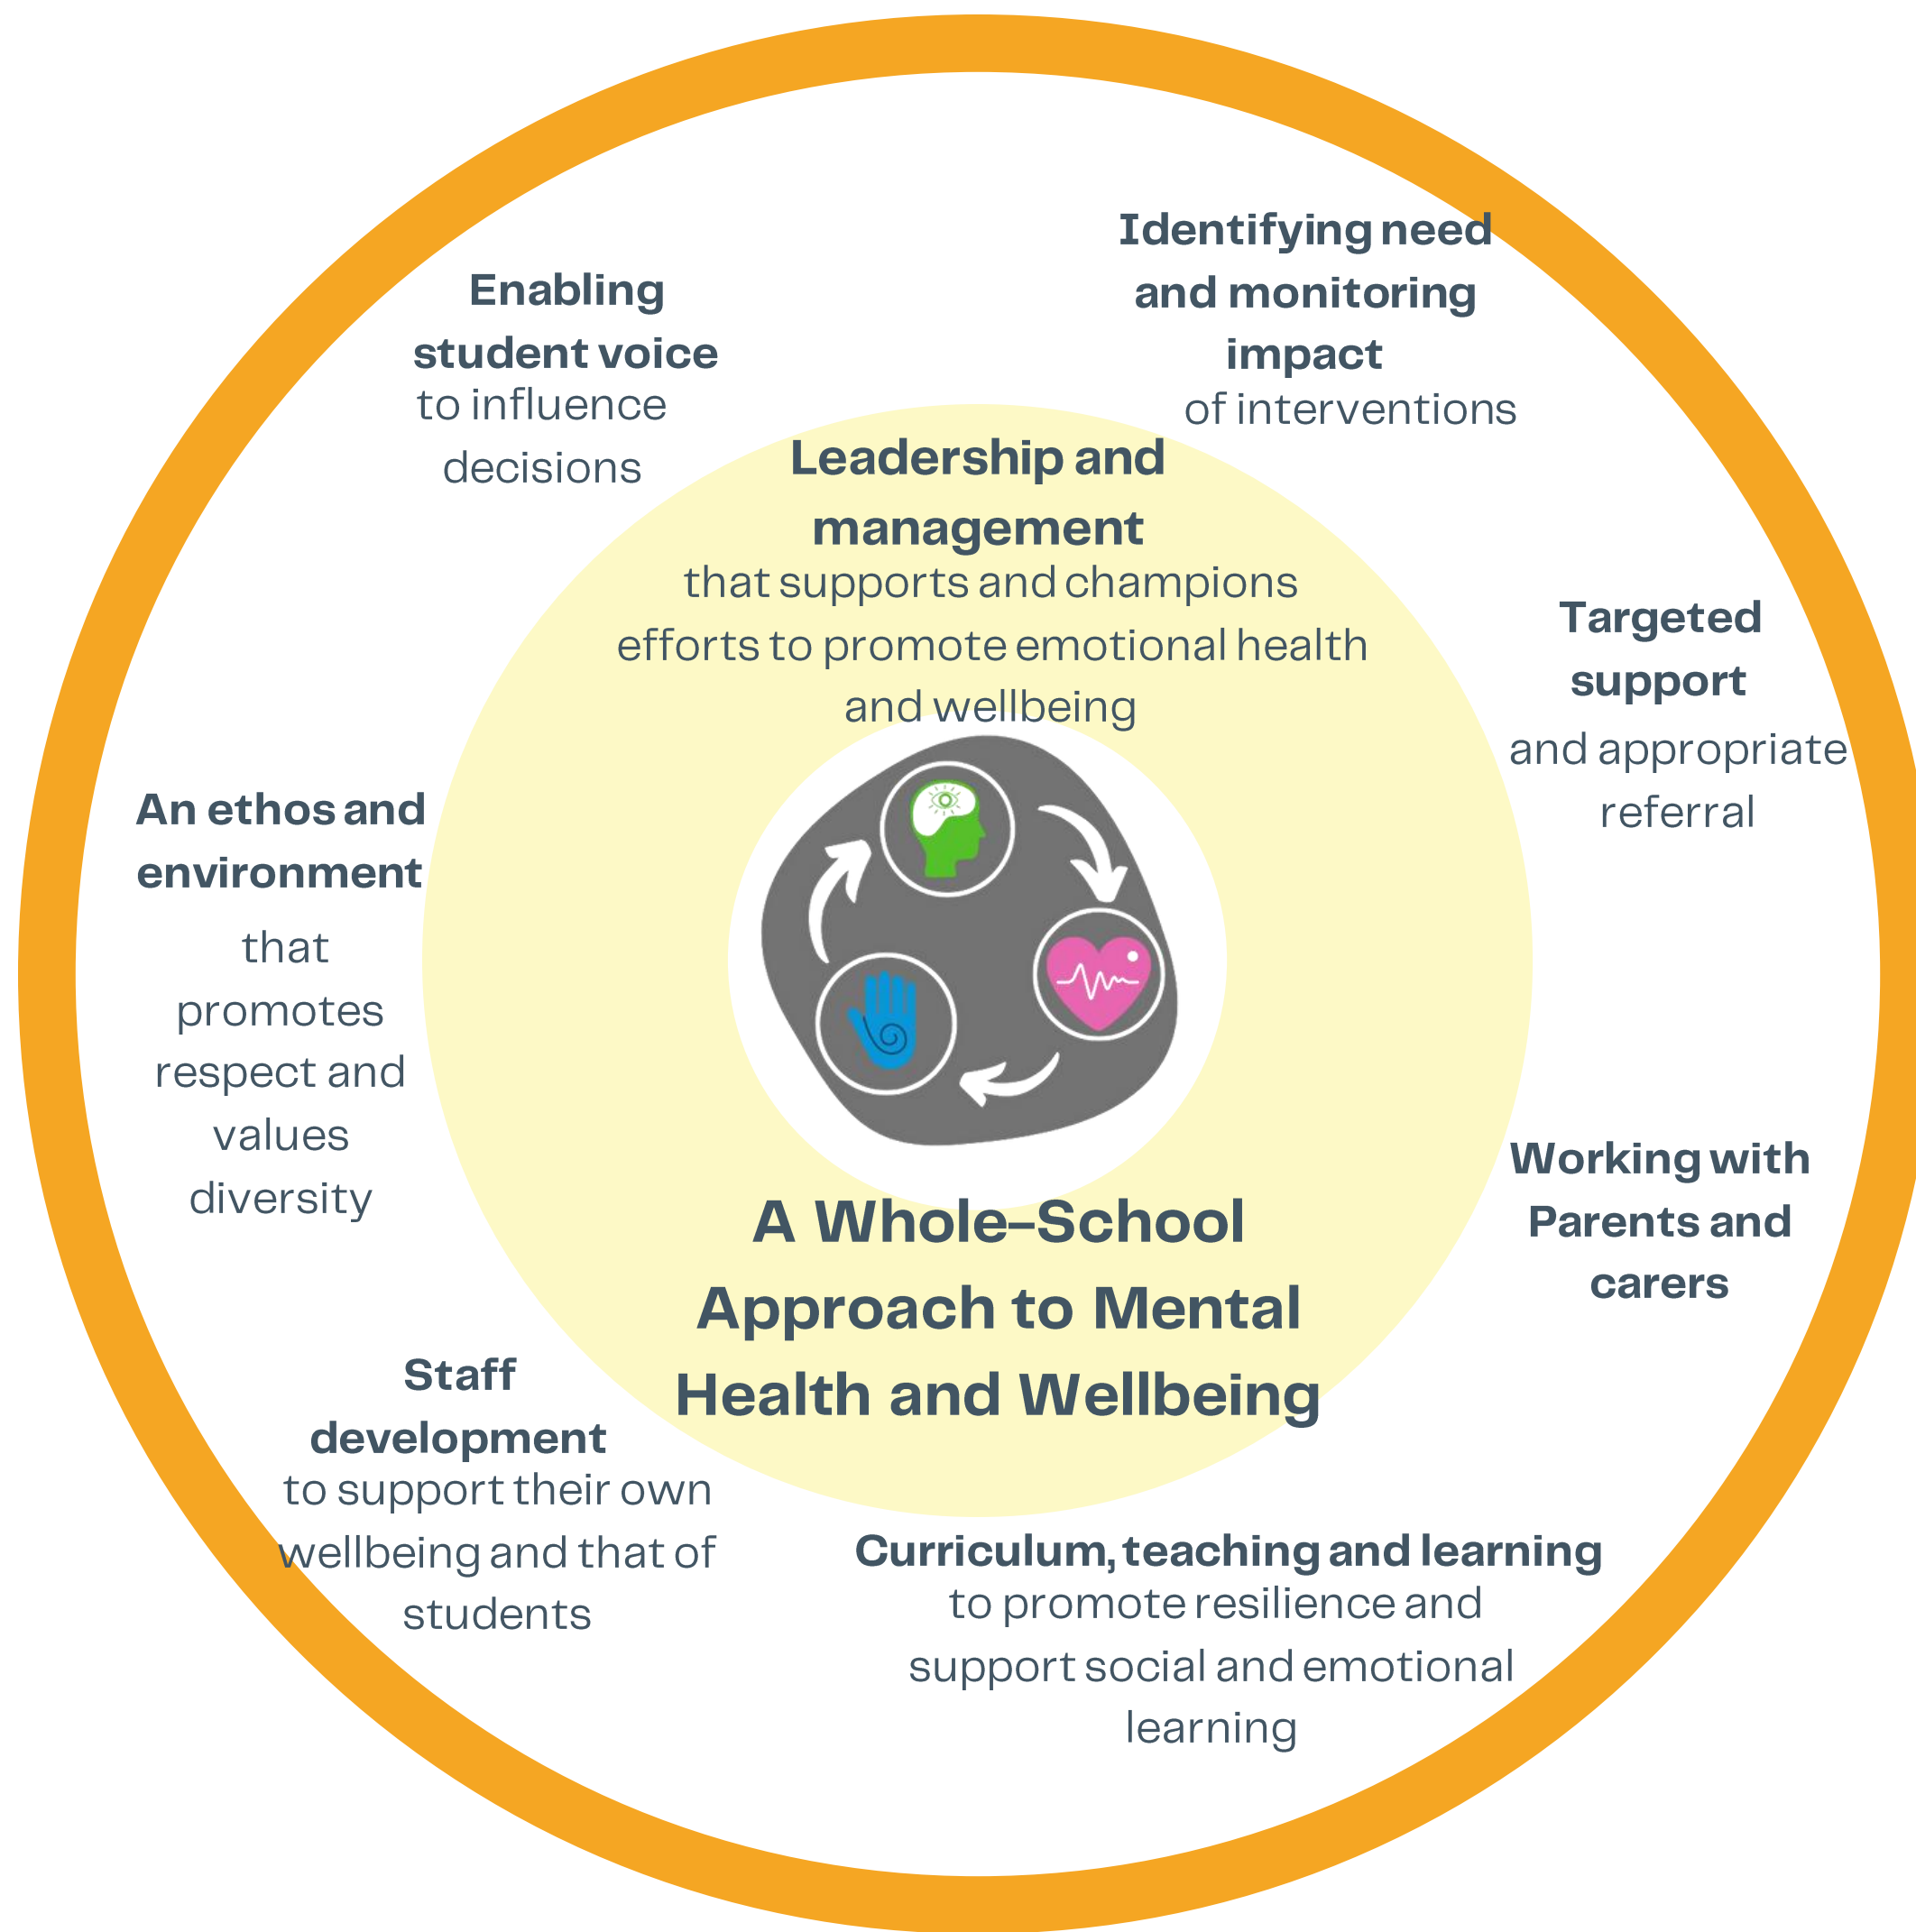 Enabling
student voice
to influence
decisions
Identifying need
and monitoring
impact
of interventions
Leadership and
management
that supports and champions
efforts to promote emotional health
and wellbeing
Targeted
support
and appropriate
referral
An ethos and
environment
that
promotes
respect and
values
diversity
Working with
Parents and
carers
A Whole-School
Approach to Mental
Health and Wellbeing
Staff
development
to support their own
wellbeing and that of
students
Curriculum, teaching and learning
to promote resilience and
support social and emotional
learning